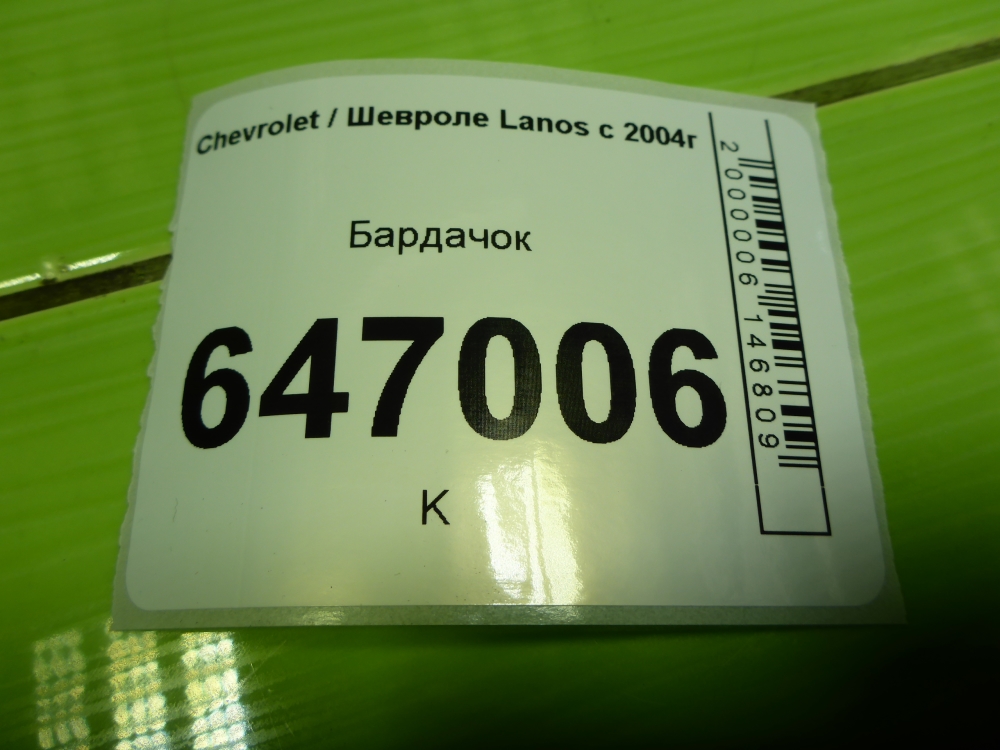 Chevrolet / Шевроле Lanos с 2004г
Бардачок
647006
К
2000006146809